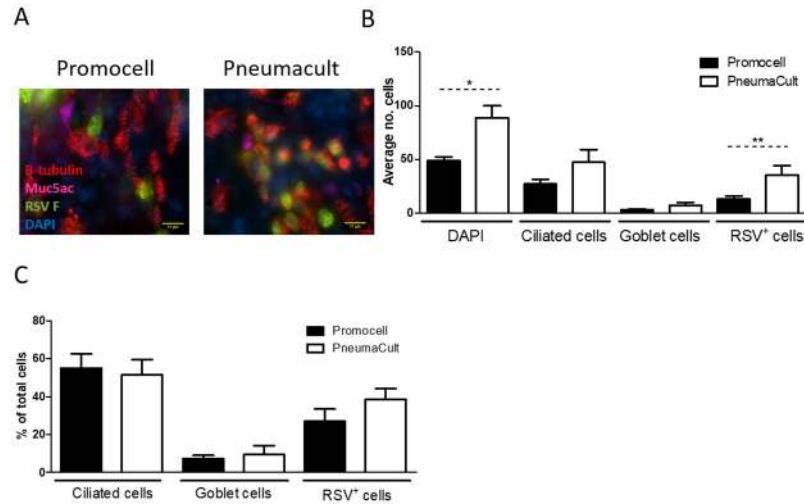 A
Promocell
Pneumacult
B-tubulin
Muc5ac
RSV F
DAPI
B
Average no. cells
150
100
50
0
*
**
Promocell
PneumaCult
DAPI
Ciliated cells
Goblet cells
RSV⁺ cells
C
% of total cells
80
60
40
20
0
Promocell
PneumaCult
Ciliated cells
Goblet cells
RSV⁺ cells